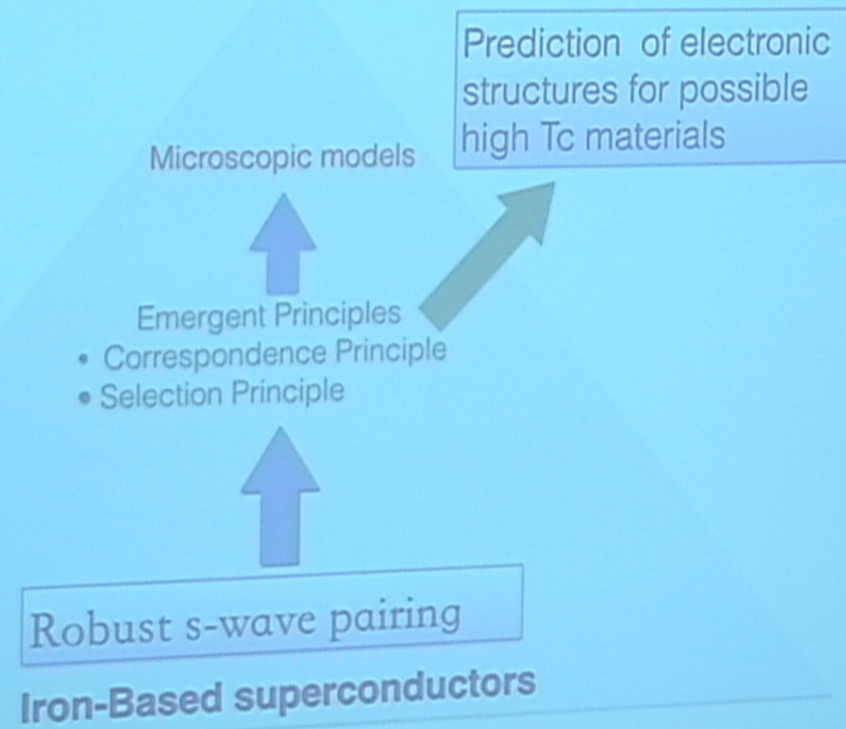 Prediction of electronic
structures for possible
high Tc materials
Microscopic models
Emergent Principles
• Correspondence Principle
• Selection Principle
Robust s-wave pairing
Iron-Based superconductors